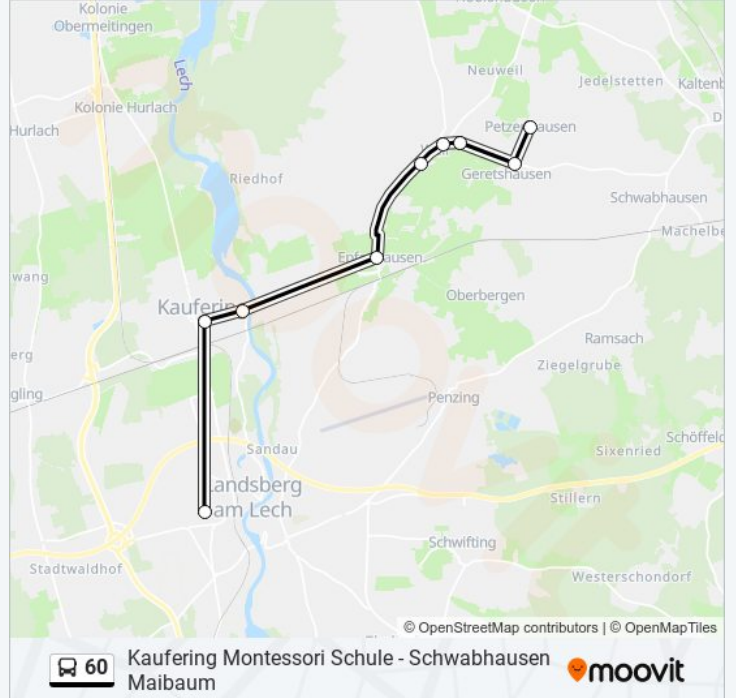 Kolonie
Obermeitingen
Lech
Neuweil
Jedelstetten
Kaltenb
Kolonie Hurlach
Hurlach
Petzenhausen
D
Riedhof
Geretshausen
Schwabhausen
Machelbe
wang
Epfenhausen
Oberbergen
Kaufering
Ramsach
erg
Ziegelgrube
gling
Penzing
Schöffeld
Sandau
Sixenried
Landsberg
am Lech
Stillern
Schwifting
Stadtwaldhof
Westerschondorf
© OpenStreetMap contributors | © OpenMapTiles
60
Kaufering Montessori Schule - Schwabhausen
Maibaum
moovit